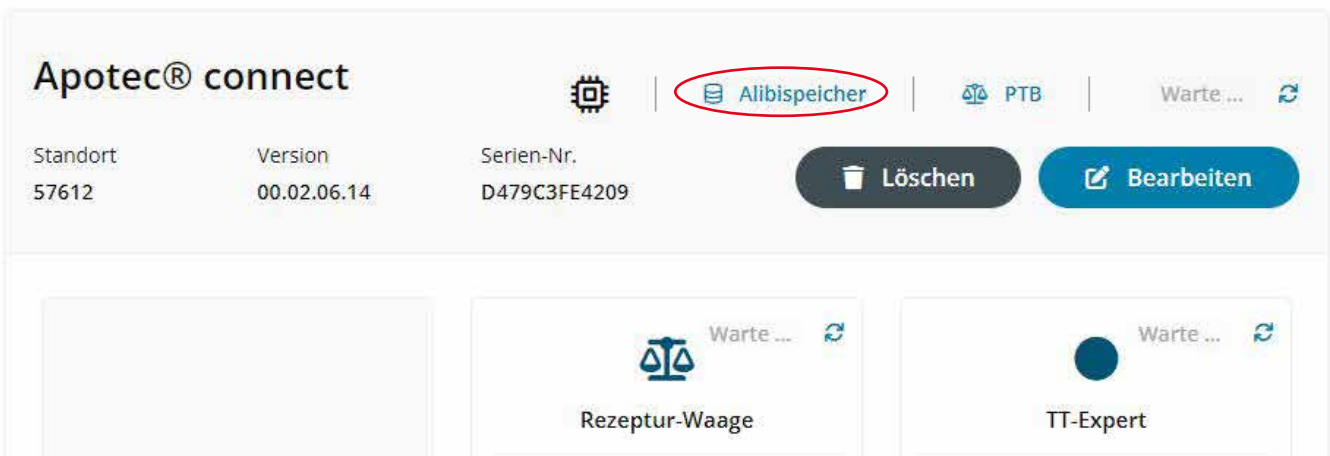 Apotec® connect
Alibispeicher
PTB
Warte ...
Standort
57612
Version
00.02.06.14
Serien-Nr.
D479C3FE4209
Löschen
Bearbeiten
Warte ...
Rezeptur-Waage
Warte ...
TT-Expert